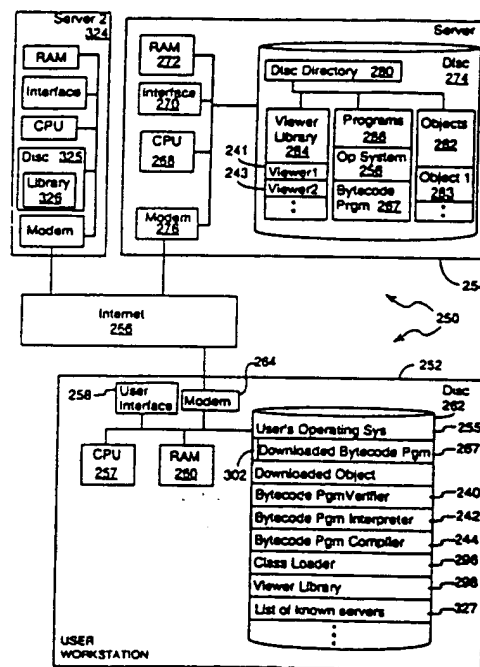 Server 2
324
RAM
Interface
CPU
Disc 325
Library
326
Modem
Server
RAM
272
Interface
270
CPU
268
Modem
276
Disc
274
Disc Directory 280
Viewer
Library
284
Viewer1
Viewer2
Programs
286
Op System
256
Bytecode
Prgm 267
Objects
282
Object 1
283
241
243
254
250
Internet
256
252
264
258
User
Interface
Modem
CPU
257
RAM
260
302
Disc
262
User's Operating Sys
255
Downloaded Bytecode Pgm
267
Downloaded Object
Bytecode PgmVerifier
240
Bytecode Pgm Interpreter
242
Bytecode Pgm Compiler
244
Class Loader
296
Viewer Library
298
List of known servers
327
USER
WORKSTATION